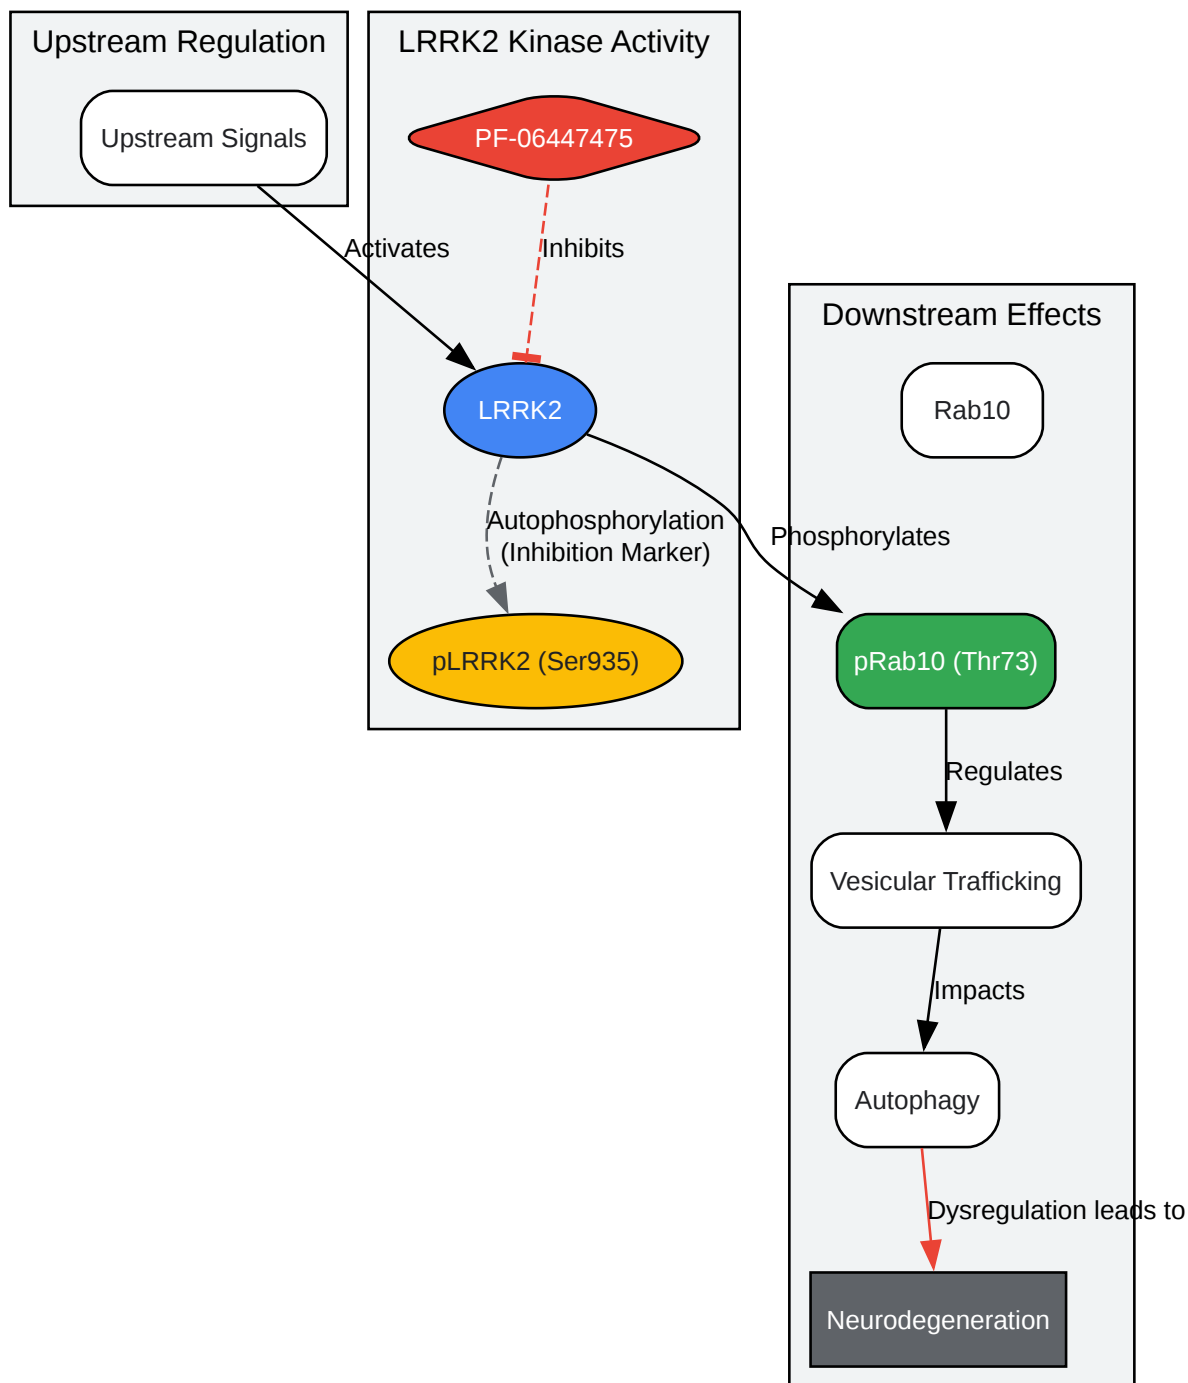 Upstream Regulation
Upstream Signals
LRRK2 Kinase Activity
PF-06447475
Activates
Inhibits
LRRK2
Autophosphorylation
(Inhibition Marker)
pLRRK2 (Ser935)
Downstream Effects
Rab10
Phosphorylates
pRab10 (Thr73)
Regulates
Vesicular Trafficking
Impacts
Autophagy
Dysregulation leads to
Neurodegeneration